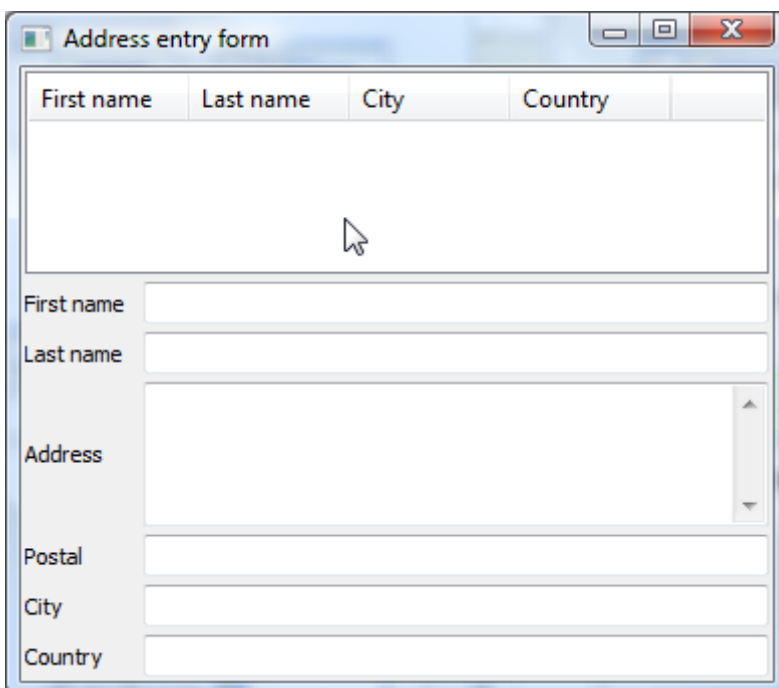 Address entry form
First name Last name City Country
First name
Last name
Address
Postal
City
Country